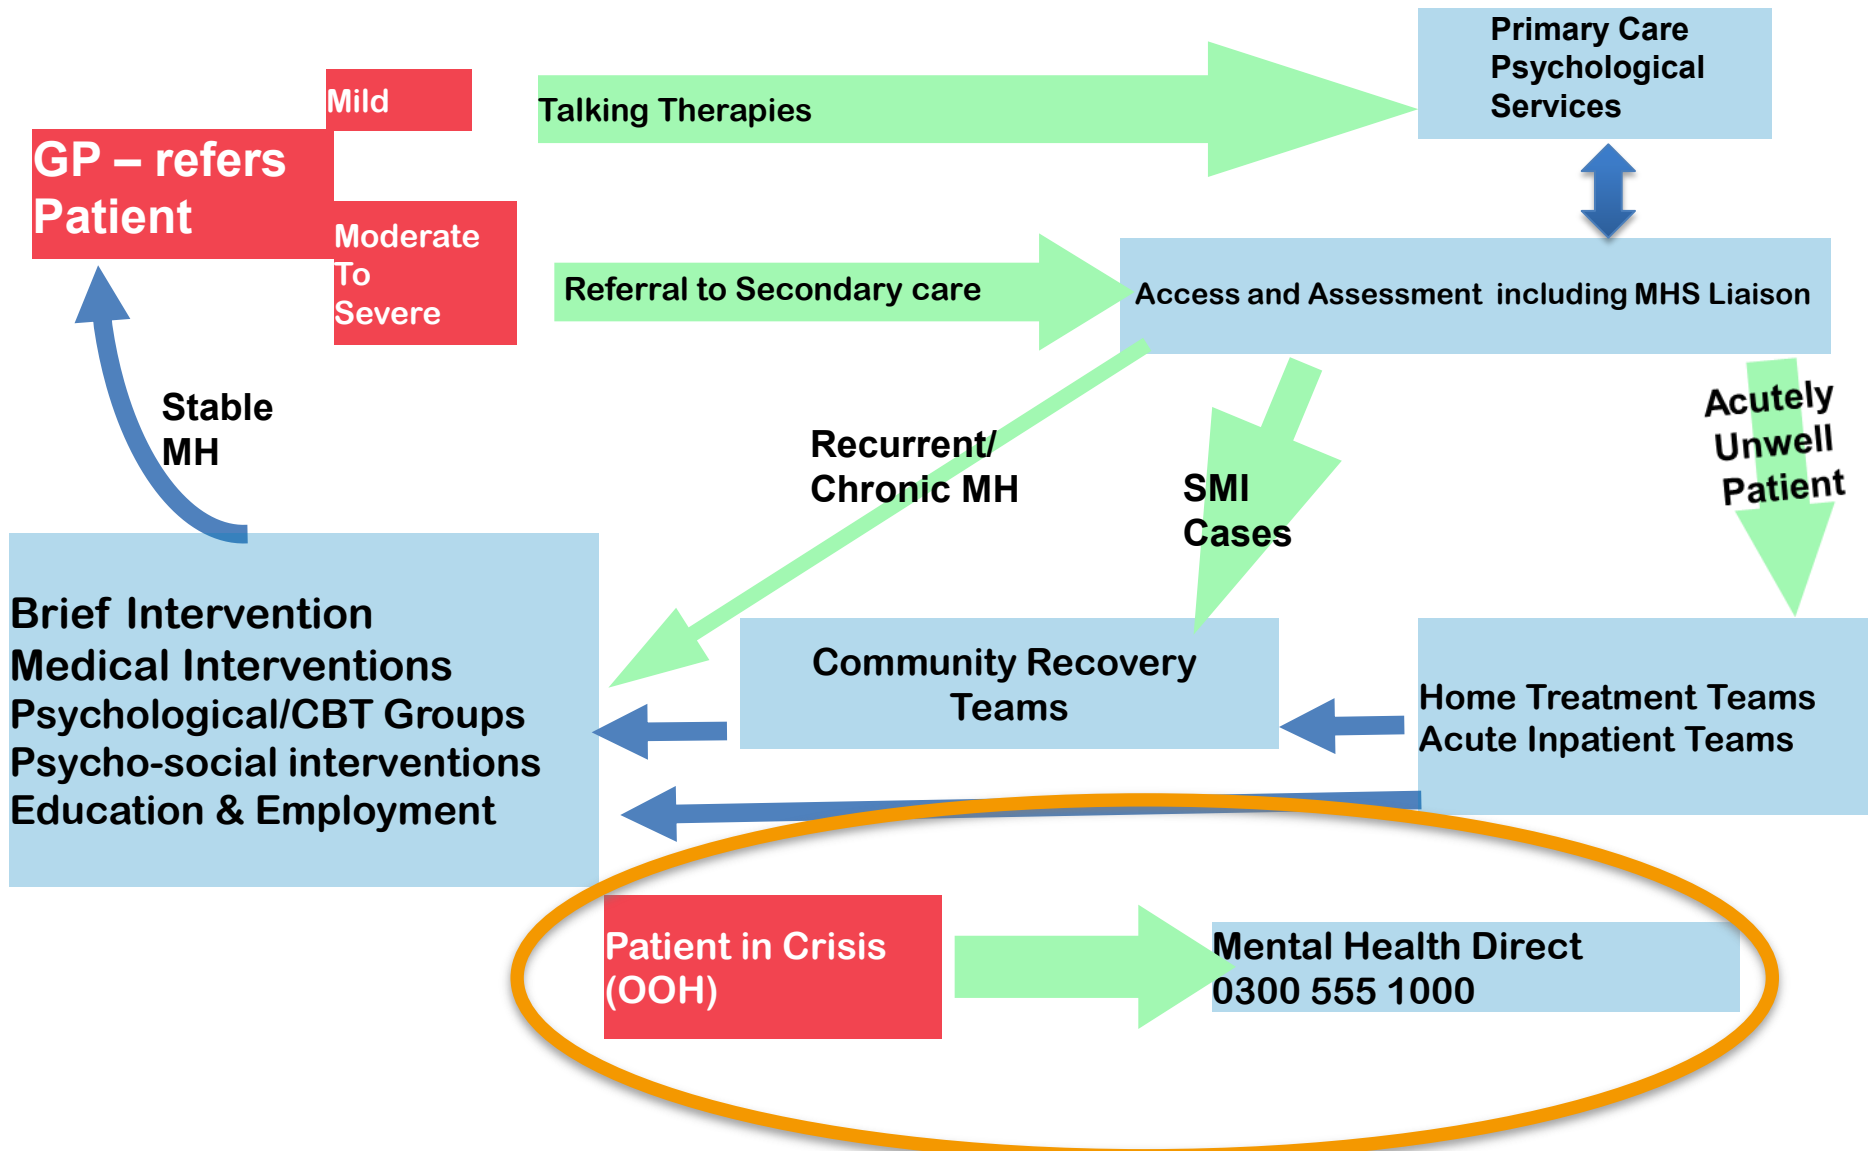 GP – refers
Patient
Mild
Moderate
To
Severe
Talking Therapies
Primary Care
Psychological
Services
Referral to Secondary care
Access and Assessment including MHS Liaison
Stable
MH
Recurrent/
Chronic MH
SMI
Cases
Acutely
Unwell
Patient
Brief Intervention
Medical Interventions
Psychological/CBT Groups
Psycho-social interventions
Education & Employment
Community Recovery
Teams
Home Treatment Teams
Acute Inpatient Teams
Patient in Crisis
(OOH)
Mental Health Direct
0300 555 1000